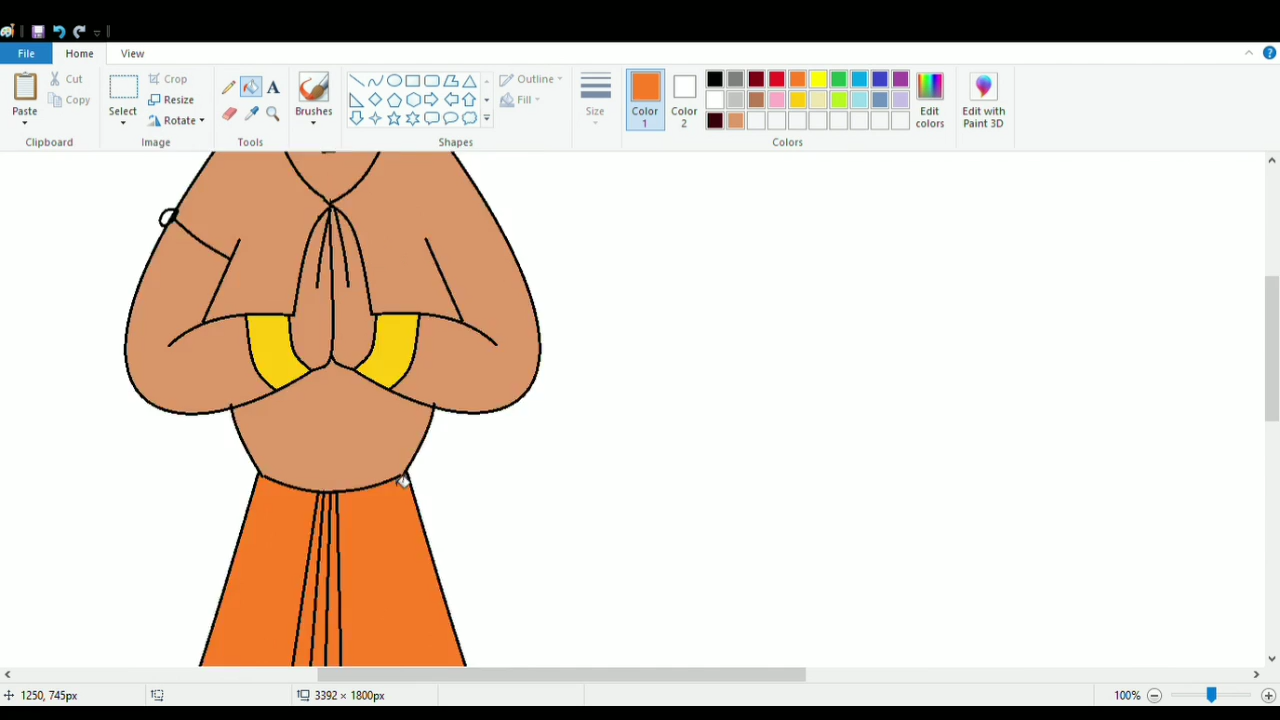 File Home View
Paste Cut Copy Clipboard
Select Crop Resize Rotate Image
A Tools
Brushes
Outline Fill Shapes
Size
Color 1 Color 2 Edit colors Colors
Edit with Paint 3D
1250, 745px 3392 × 1800px 100%